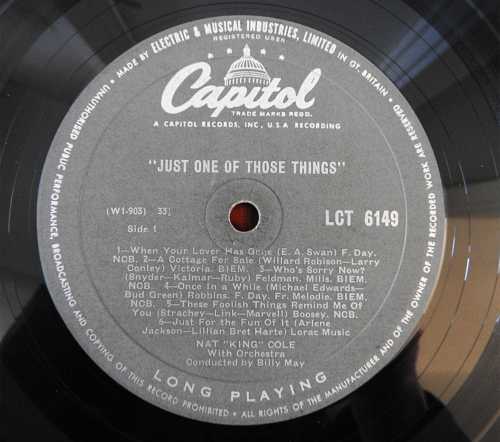 MADE BY ELECTRIC & MUSICAL INDUSTRIES, LIMITED IN GT. BRITAIN •
REGISTERED USER
Capitol
TRADE MARKS REGD.
A CAPITOL RECORDS, INC., U.S.A RECORDING
"JUST ONE OF THOSE THINGS"
(W1-903) 33⅓
Side 1
LCT 6149
1—When Your Lover Has Gone (E. A. Swan) F. Day.
NCB. 2—A Cottage For Sale (Willard Robison—Larry
Conley) Victoria. BIEM. 3—Who's Sorry Now?
(Snyder—Kalmar—Ruby) Feldman. Mills. BIEM.
NCB. 4—Once In a While (Michael Edwards—
Bud Green) Robbins. F. Day. Fr. Melodie. BIEM.
NCB. 5—These Foolish Things Remind Me Of
You (Strachey—Link—Marvell) Boosey. NCB.
6—Just For the Fun Of It (Arlene
Jackson—Lillian Bret Harte) Lorac Music
NAT "KING" COLE
With Orchestra
Conducted by Billy May
LONG PLAYING
ALL RIGHTS OF THE MANUFACTURER AND OF THE OWNER OF THE RECORDED WORK
RESERVED • UNAUTHORISED PUBLIC PERFORMANCE, BROADCASTING AND COPYING OF THIS RECORD PROHIBITED •